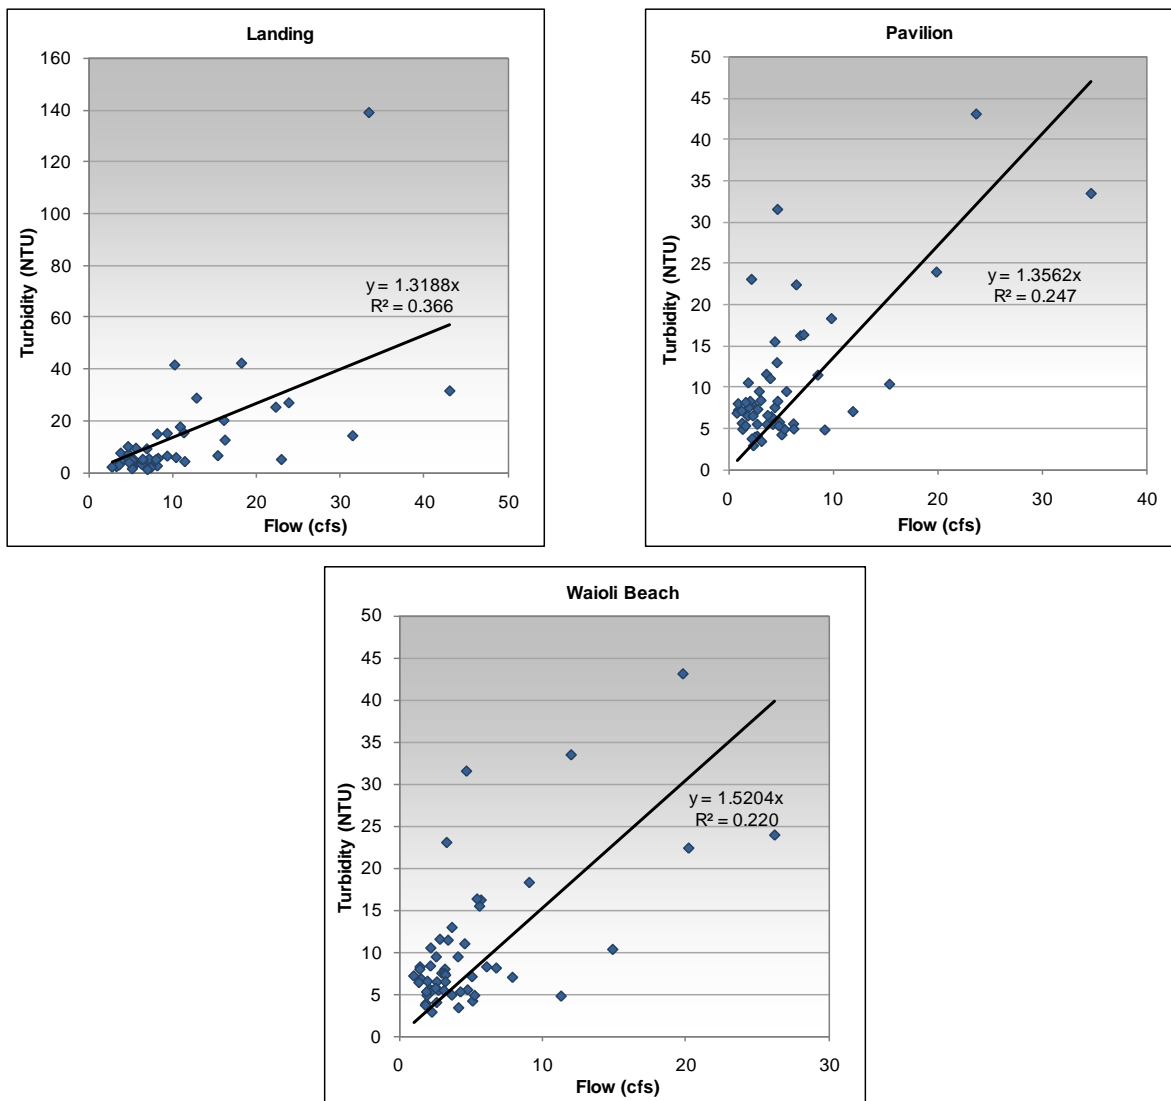 Landing
160
140
120
100
80
60
40
20
0
0 10 20 30 40 50
Turbidity (NTU)
Flow (cfs)
y = 1.3188x
R² = 0.366
Pavilion
50
45
40
35
30
25
20
15
10
5
0
0 10 20 30 40
Turbidity (NTU)
Flow (cfs)
y = 1.3562x
R² = 0.247
Waioli Beach
50
45
40
35
30
25
20
15
10
5
0
0 10 20 30
Turbidity (NTU)
Flow (cfs)
y = 1.5204x
R² = 0.220